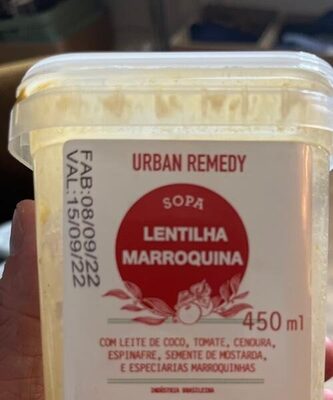 URBAN REMEDY
SOPA
LENTILHA
MARROQUINA
450 ml
COM LEITE DE COCO, TOMATE, CENOURA,
ESPINAFRE, SEMENTE DE MOSTARDA,
E ESPECIARIAS MARROQUINHAS
INDÚSTRIA BRASILEIRA
FAB:08/09/22
VAL:15/09/22